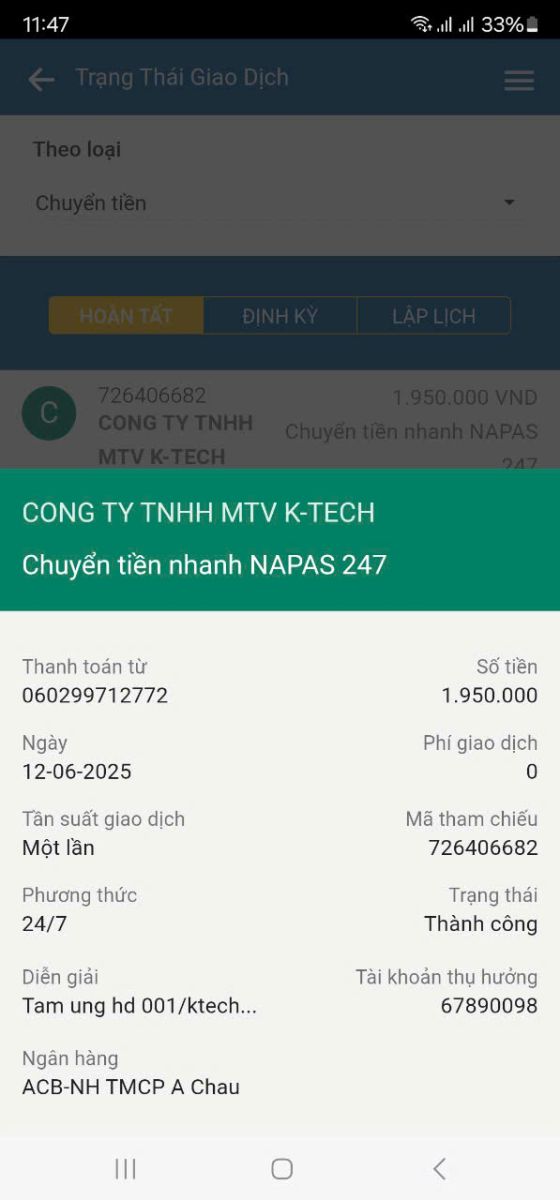 11:47
33%
Trạng Thái Giao Dịch
Theo loại
Chuyển tiền
HOÀN TẤT ĐỊNH KỲ LẬP LỊCH
C
726406682 1.950.000 VND
CONG TY TNHH Chuyển tiền nhanh NAPAS
MTV K-TECH 247
CONG TY TNHH MTV K-TECH
Chuyển tiền nhanh NAPAS 247
Thanh toán từ Số tiền
060299712772 1.950.000
Ngày Phí giao dịch
12-06-2025 0
Tần suất giao dịch Mã tham chiếu
Một lần 726406682
Phương thức Trạng thái
24/7 Thành công
Diễn giải Tài khoản thụ hưởng
Tam ung hd 001/ktech... 67890098
Ngân hàng
ACB-NH TMCP A Chau